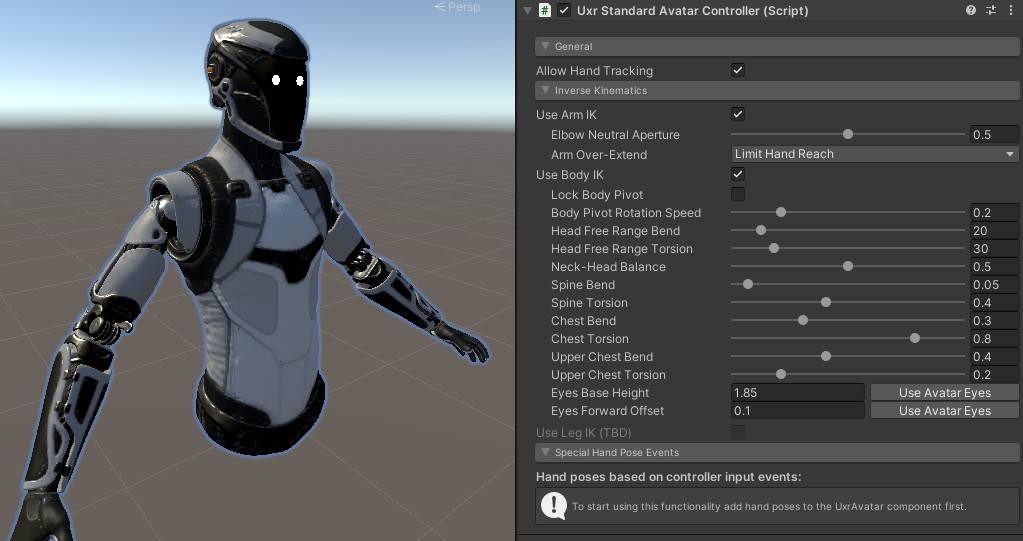 Persp
# Uxr Standard Avatar Controller (Script)
General
Allow Hand Tracking
Inverse Kinematics
Use Arm IK
Elbow Neutral Aperture 0.5
Arm Over-Extend Limit Hand Reach
Use Body IK
Lock Body Pivot
Body Pivot Rotation Speed 0.2
Head Free Range Bend 20
Head Free Range Torsion 30
Neck-Head Balance 0.5
Spine Bend 0.05
Spine Torsion 0.4
Chest Bend 0.3
Chest Torsion 0.8
Upper Chest Bend 0.4
Upper Chest Torsion 0.2
Eyes Base Height 1.85 Use Avatar Eyes
Eyes Forward Offset 0.1 Use Avatar Eyes
Use Leg IK (TBD)
Special Hand Pose Events
Hand poses based on controller input events:
To start using this functionality add hand poses to the UxrAvatar component first.